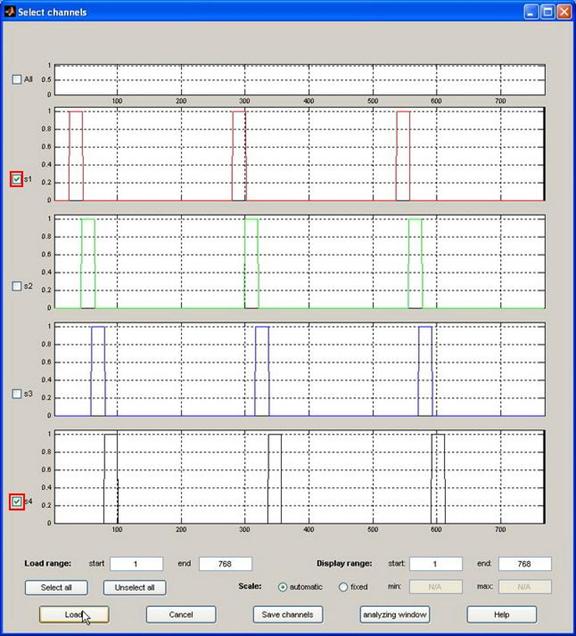 Select channels
All
1
0.5
0
100 200 300 400 500 600 700
1
0.8
0.6
0.4
0.2
0
s1
1
0.8
0.6
0.4
0.2
0
s2
1
0.8
0.6
0.4
0.2
0
s3
1
0.8
0.6
0.4
0.2
0
s4
100 200 300 400 500 600 700
Load range: start 1 end 768 Display range: start: 1 end: 768
Select all Unselect all Scale: automatic fixed min: N/A max: N/A
Load Cancel Save channels analyzing window Help